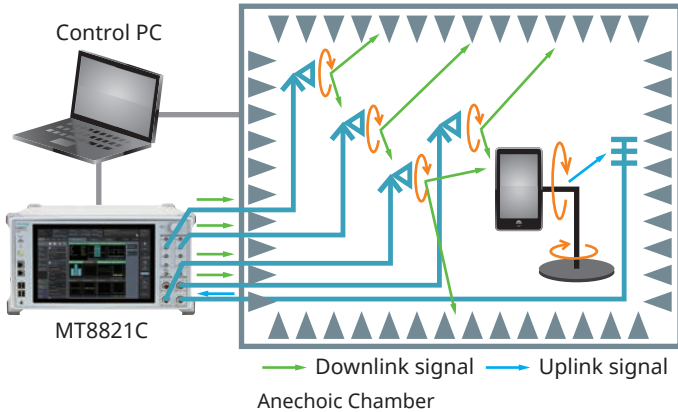 Control PC
MT8821C
Downlink signal
Uplink signal
Anechoic Chamber